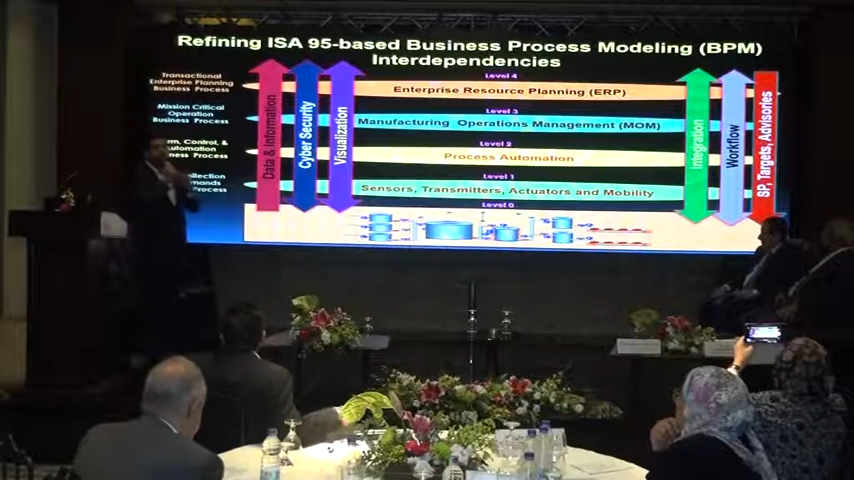 Refining ISA 95-based Business Process Modeling (BPM)
Interdependencies
Transactional
Enterprise Planning
Business Process
Mission Critical
Operation
Business Process
Control, &
Automation
Process
Process
Data & Information
Cyber Security
Visualization
Level 4
Enterprise Resource Planning (ERP)
Level 3
Manufacturing Operations Management (MOM)
Level 2
Process Automation
Level 1
Sensors, Transmitters, Actuators and Mobility
Level 0
Integration
Workflow
SP, Targets, Advisories